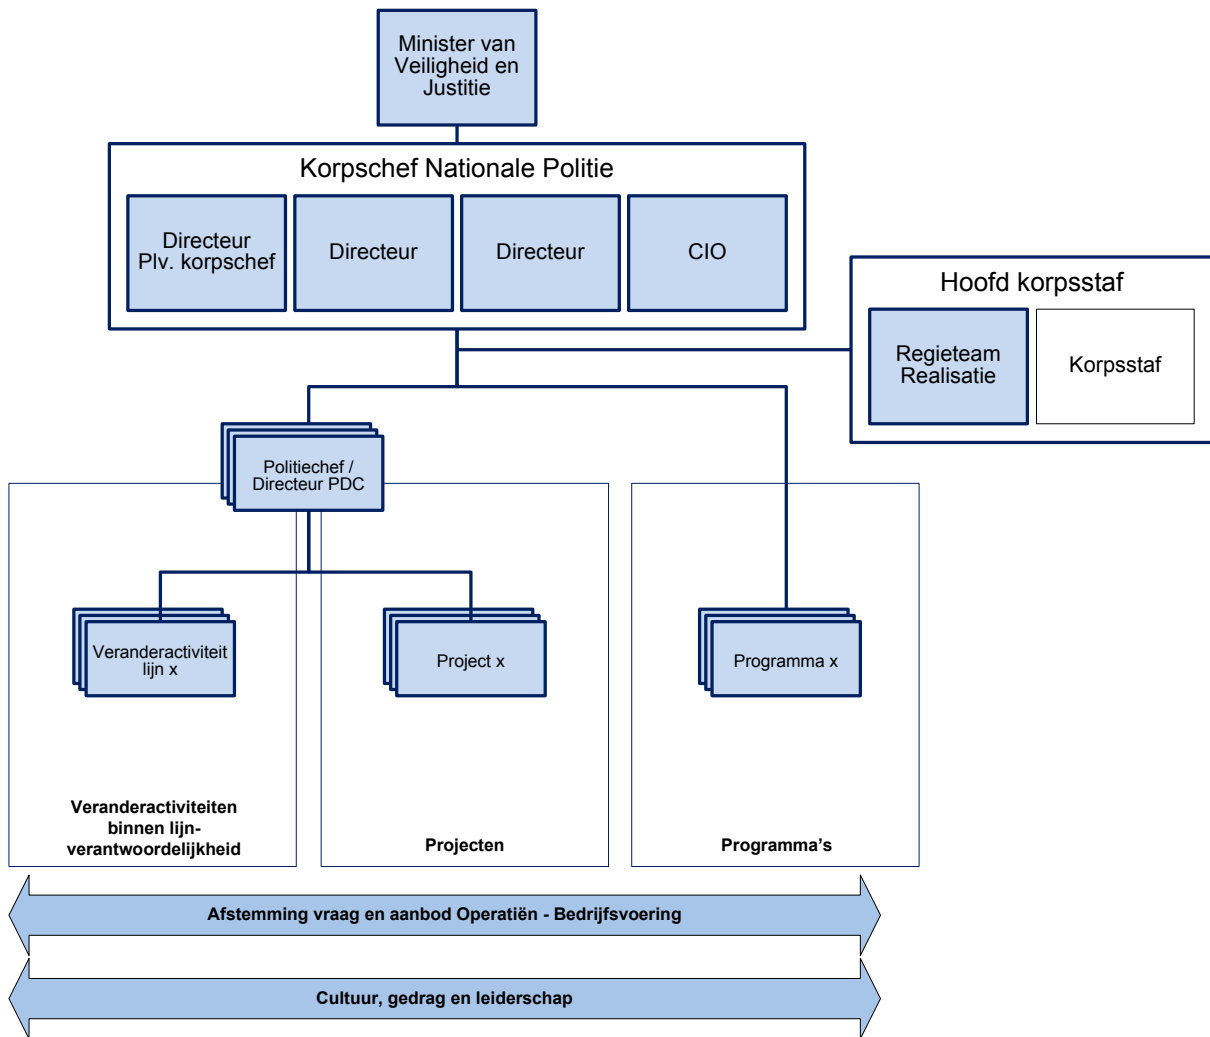 Minister van
Veiligheid en
Justitie
Korpschef Nationale Politie
Directeur
Plv. korpschef
Directeur
Directeur
CIO
Hoofd korpsstaf
Regieteam
Realisatie
Korpsstaf
Politiechef /
Directeur PDC
Veranderactiviteit
lijn x
Project x
Programma x
Veranderactiviteiten
binnen lijn-
verantwoordelijkheid
Projecten
Programma's
Afstemming vraag en aanbod Operatiën - Bedrijfsvoering
Cultuur, gedrag en leiderschap